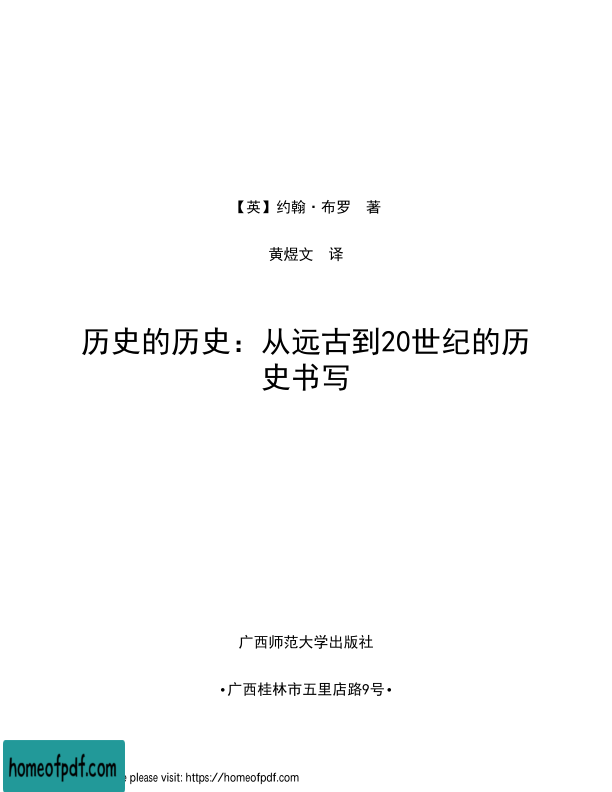 【英】约翰·布罗　著
黄煜文　译
历史的历史：从远古到20世纪的历
史书写
广西师范大学出版社
•广西桂林市五里店路9号•
homeofpdf.com
please visit: https://homeofpdf.com